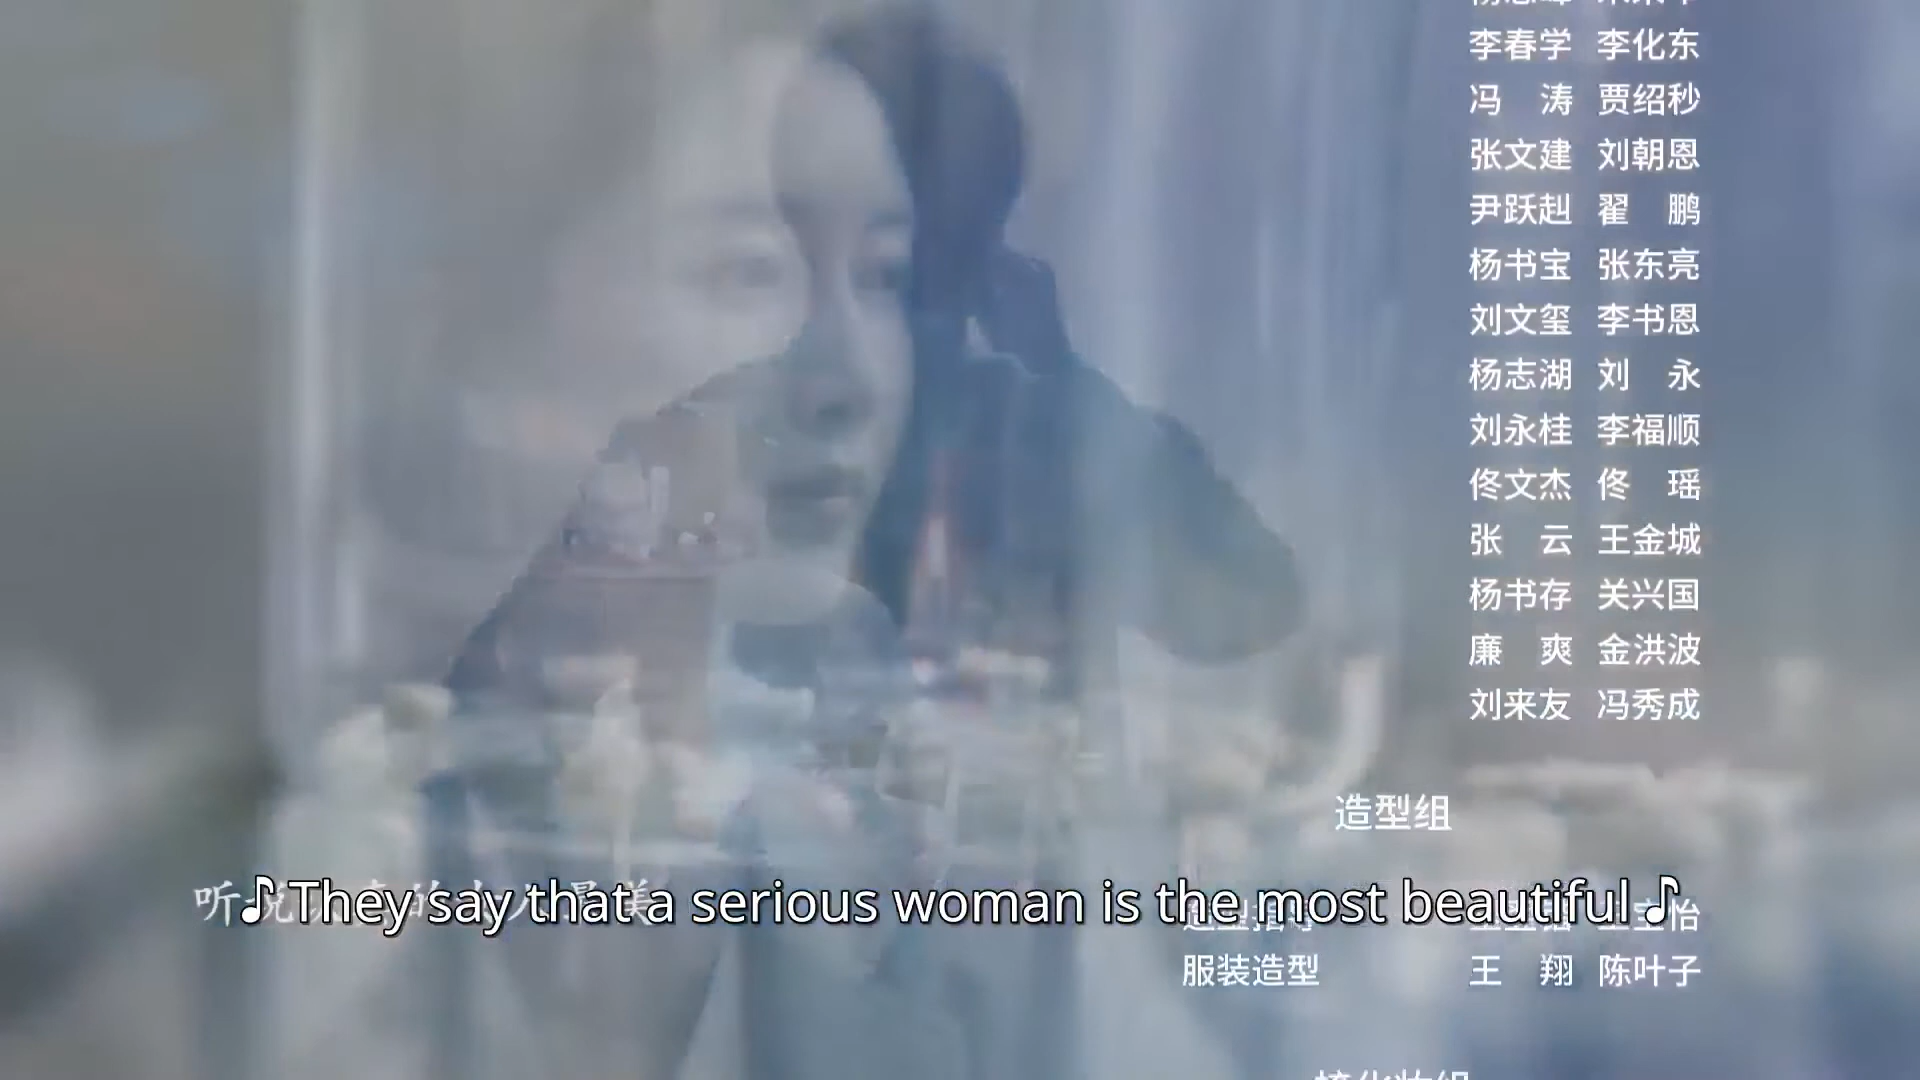 李春学 李化东
冯 涛 贾绍秒
张文建 刘朝恩
尹跃赳 翟 鹏
杨书宝 张东亮
刘文玺 李书恩
杨志湖 刘 永
刘永桂 李福顺
佟文杰 佟 瑶
张 云 王金城
杨书存 关兴国
廉 爽 金洪波
刘来友 冯秀成
造型组
♪They say that a serious woman is the most beautiful♪
服装造型 王 翔 陈叶子